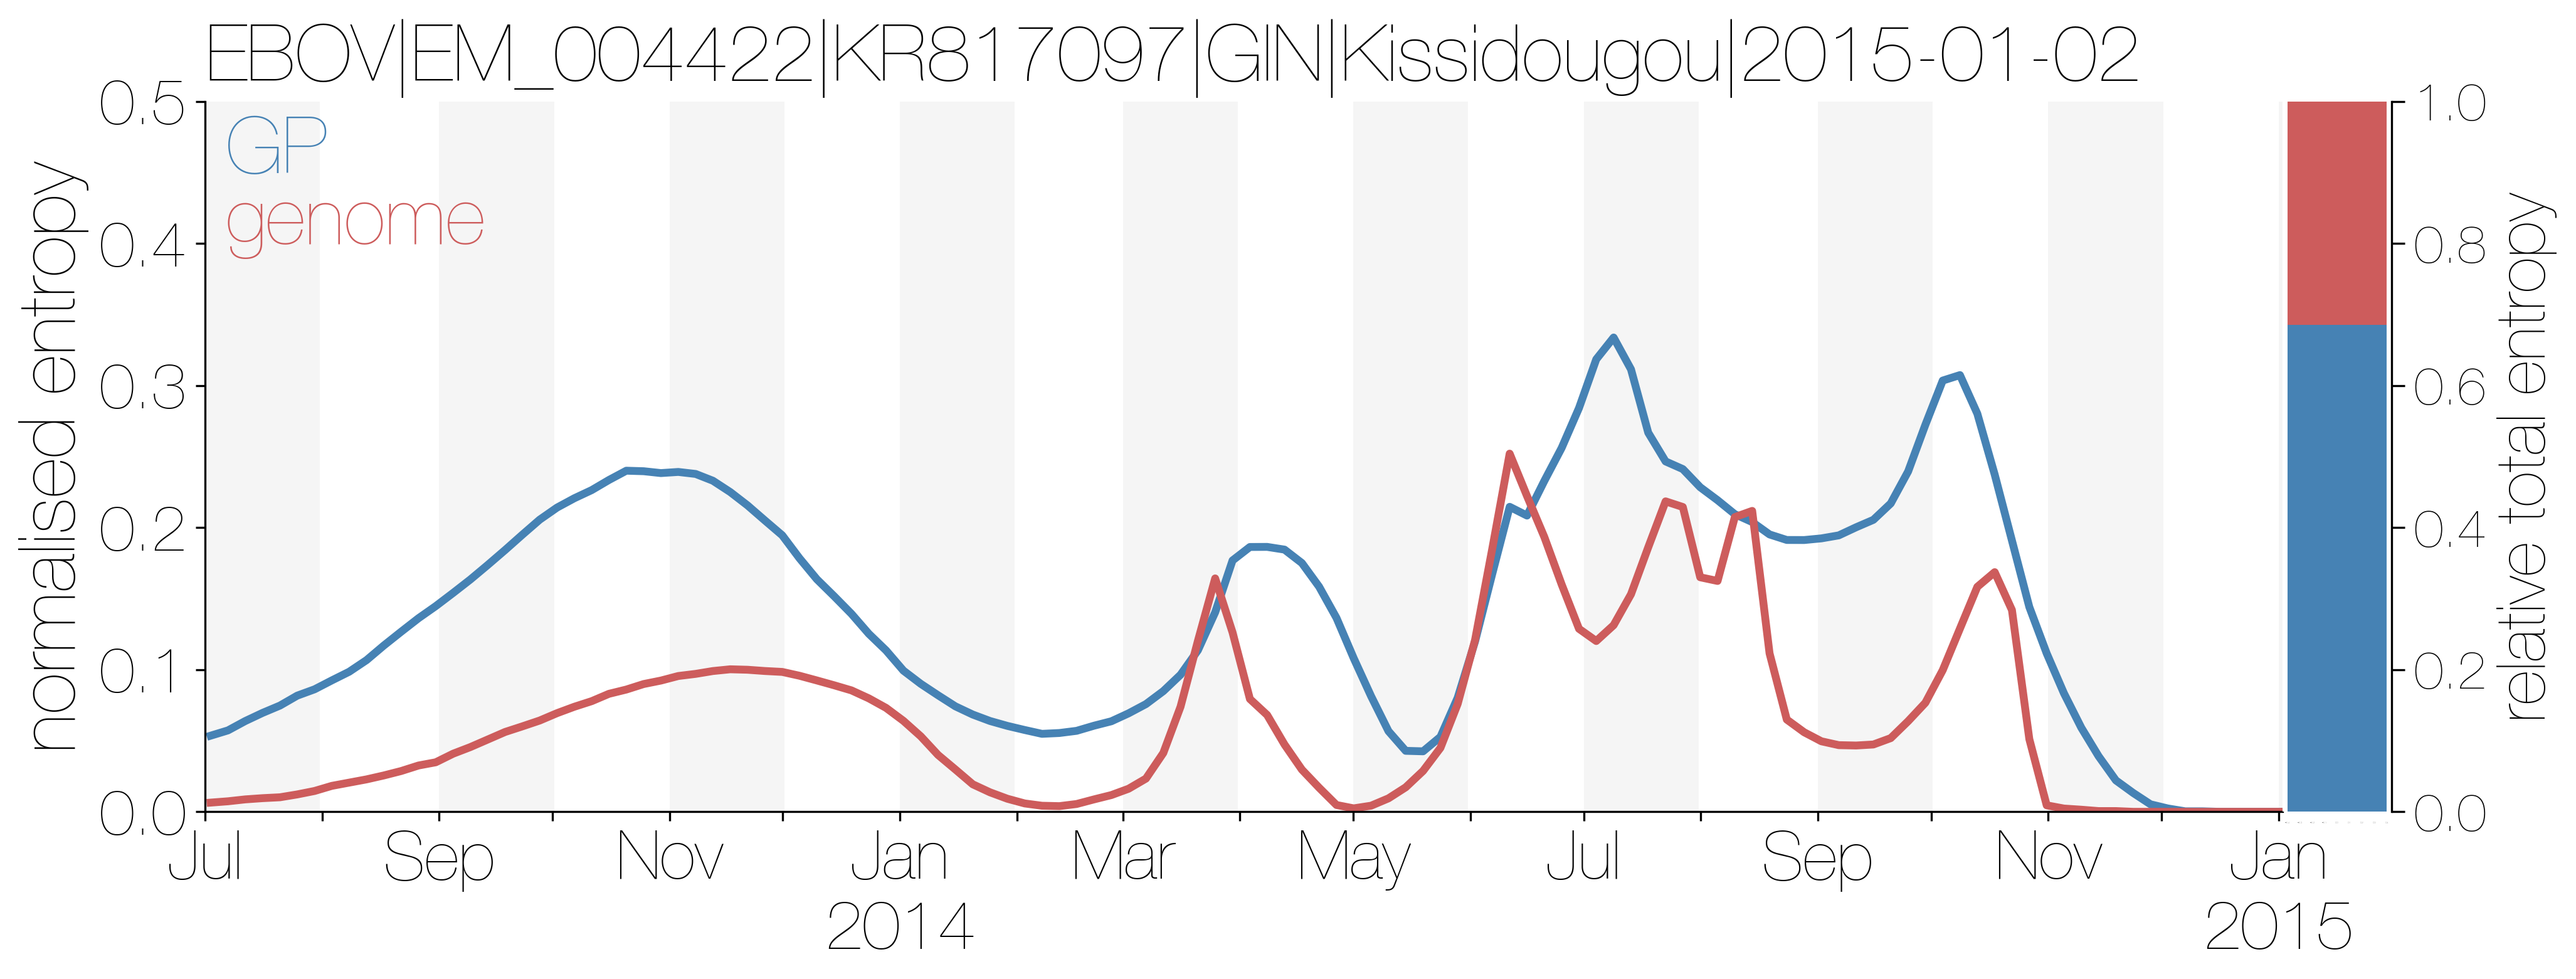 EBOV|EM_004422|KR817097|GIN|Kissidougou|2015-01-02
GP
genome
normalised entropy
0.5
0.4
0.3
0.2
0.1
0.0
Jul Sep Nov Jan Mar May Jul Sep Nov Jan
2014 2015
1.0
0.8
0.6
0.4
0.2
0.0
relative total entropy